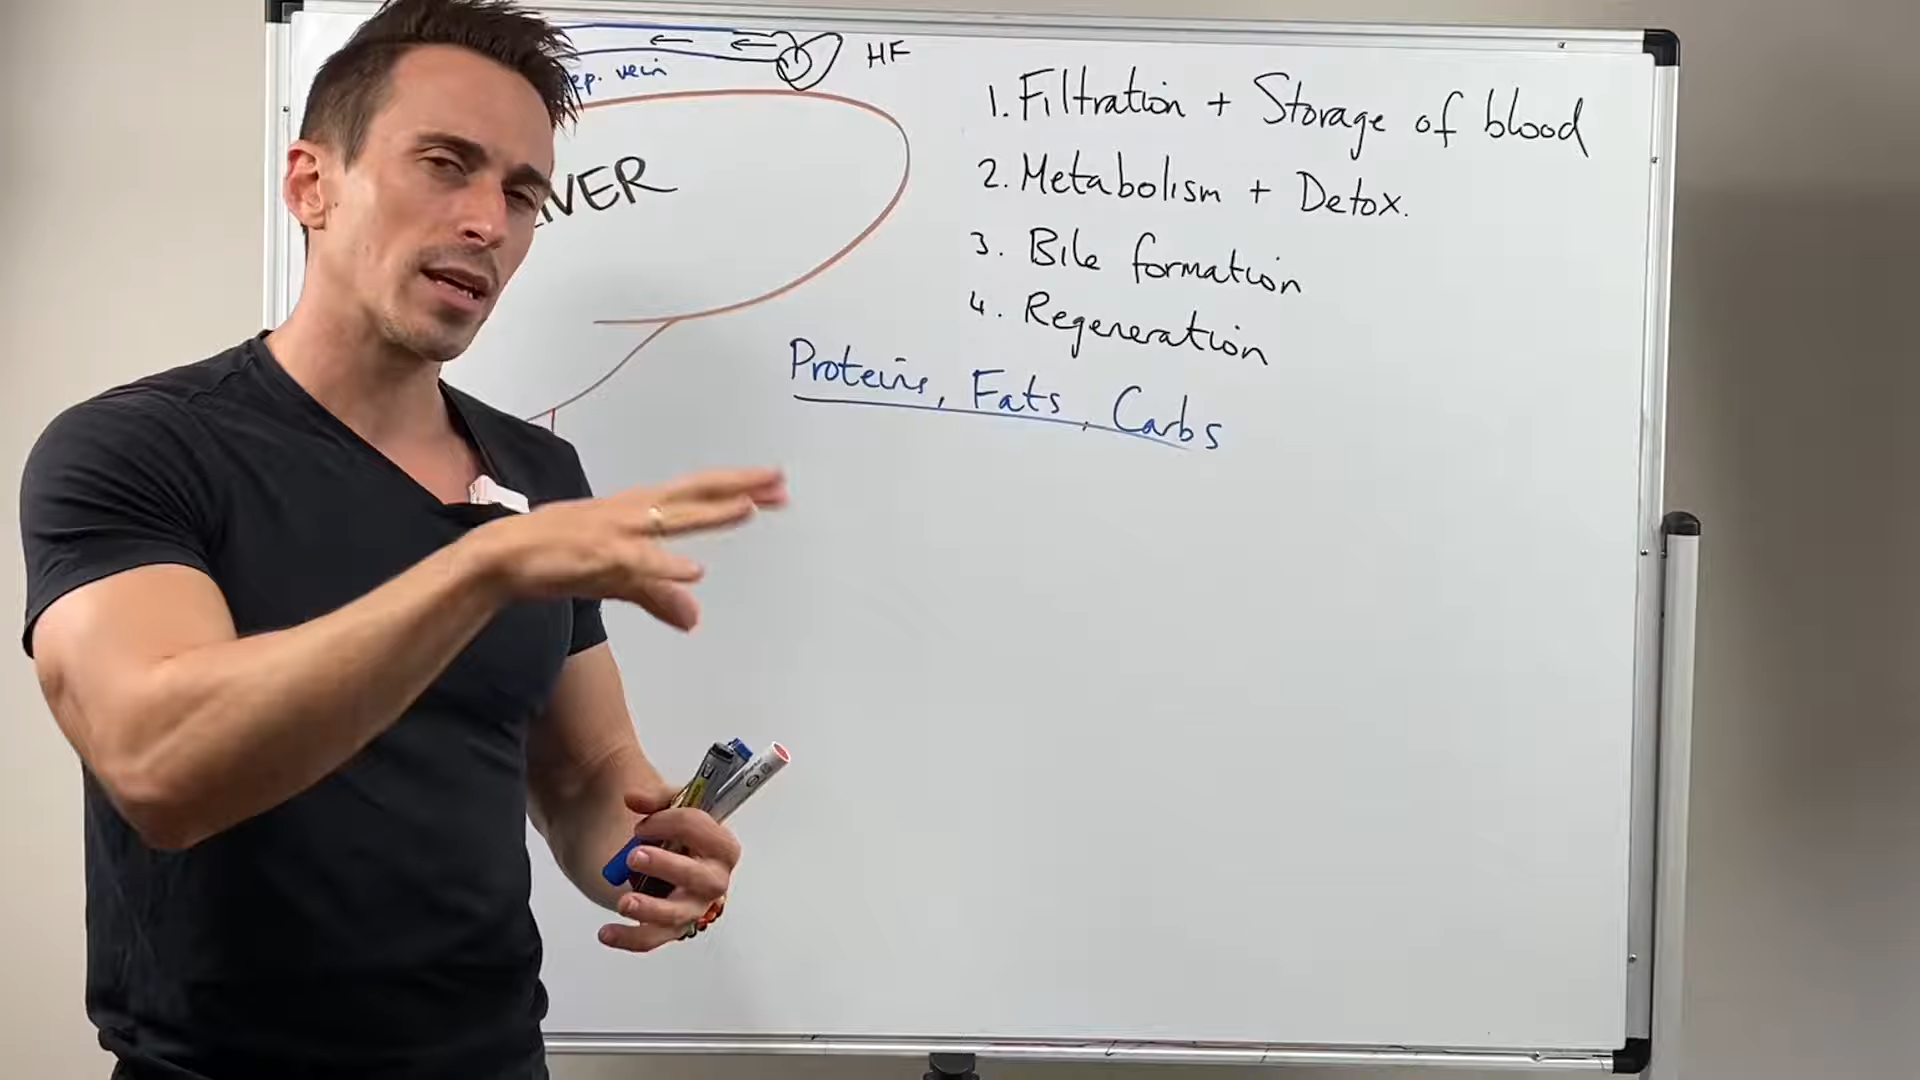 HF
ep. vein
IVER
1. Filtration + Storage of blood
2. Metabolism + Detox.
3. Bile formation
4. Regeneration
Proteins, Fats, Carbs